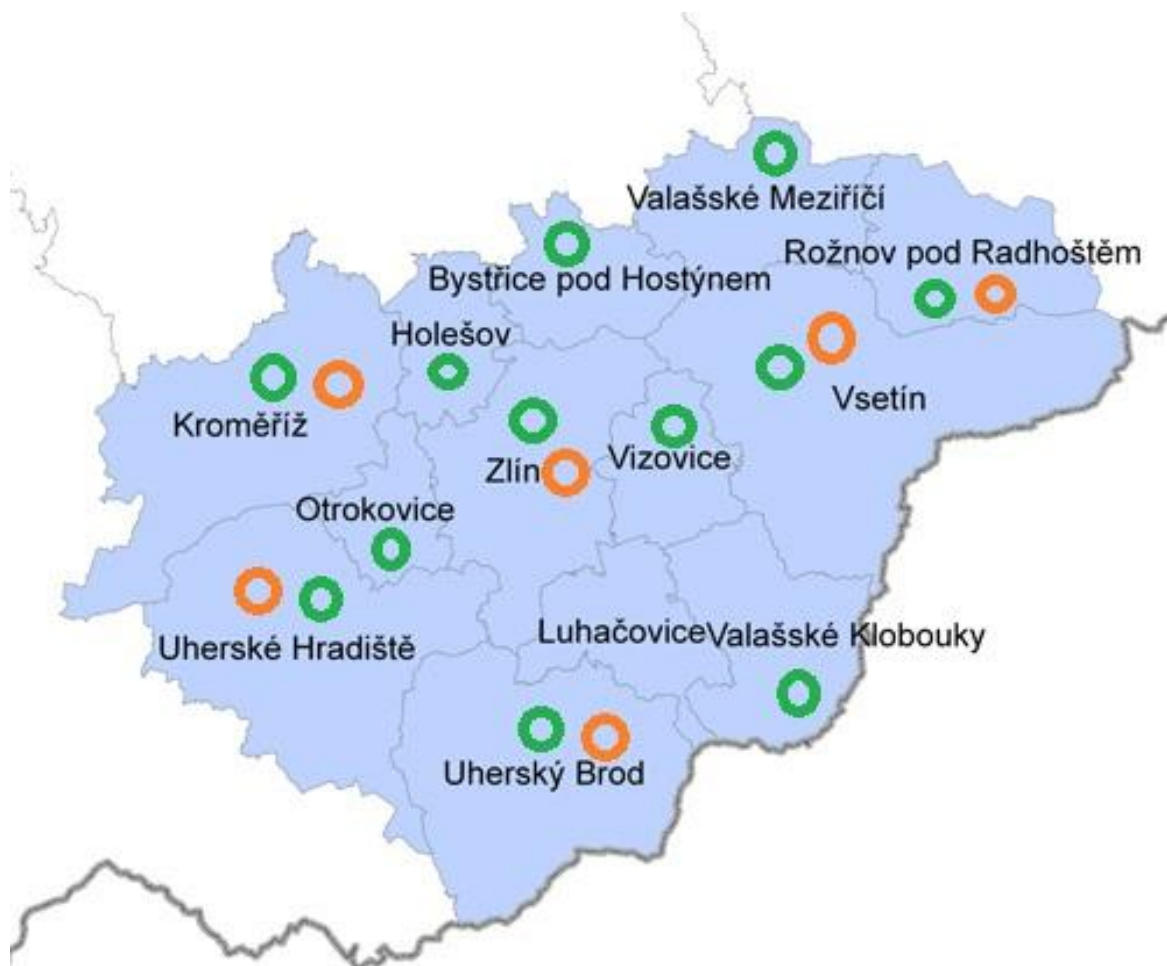 Valašské Meziříčí
Rožnov pod Radhoštěm
Bystřice pod Hostýnem
Holešov
Vsetín
Kroměříž
Zlín
Vizovice
Otrokovice
Uherské Hradiště
Luhačovice
Valašské Klobouky
Uherský Brod